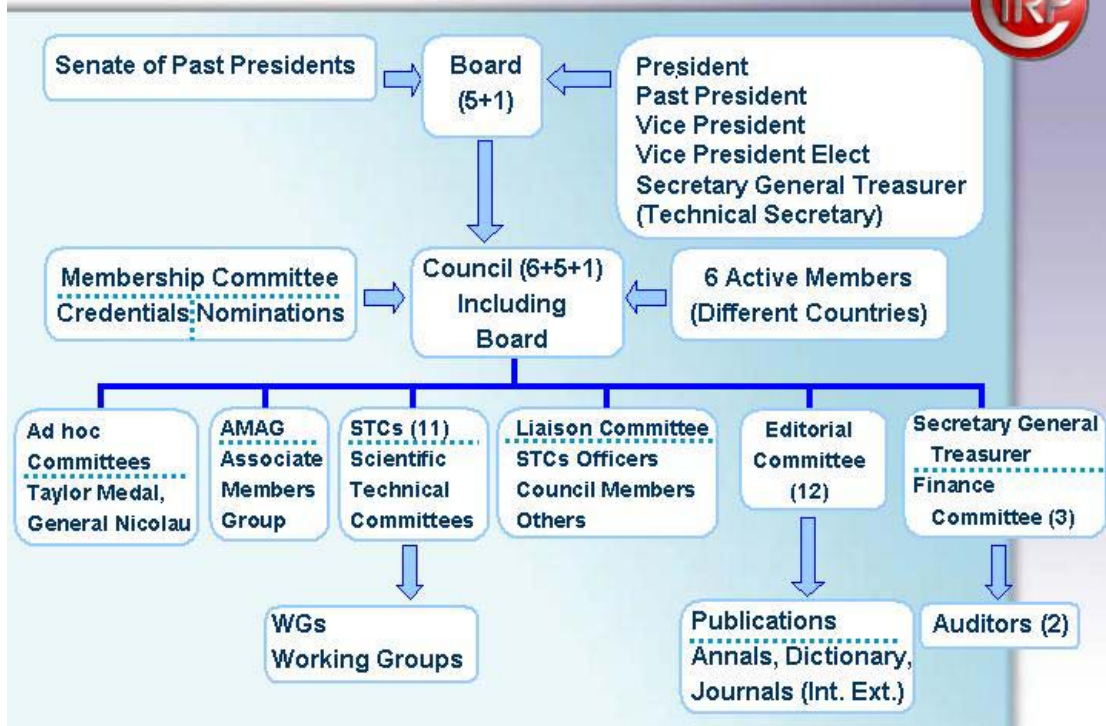 IRP
Senate of Past Presidents
Board
(5+1)
President
Past President
Vice President
Vice President Elect
Secretary General Treasurer
(Technical Secretary)
Membership Committee
Credentials Nominations
Council (6+5+1)
Including
Board
6 Active Members
(Different Countries)
Ad hoc
Committees
Taylor Medal,
General Nicolau
AMAG
Associate
Members
Group
STCs (11)
Scientific
Technical
Committees
Liaison Committee
STCs Officers
Council Members
Others
Editorial
Committee
(12)
Secretary General
Treasurer
Finance
Committee (3)
WGs
Working Groups
Publications
Annals, Dictionary,
Journals (Int. Ext.)
Auditors (2)